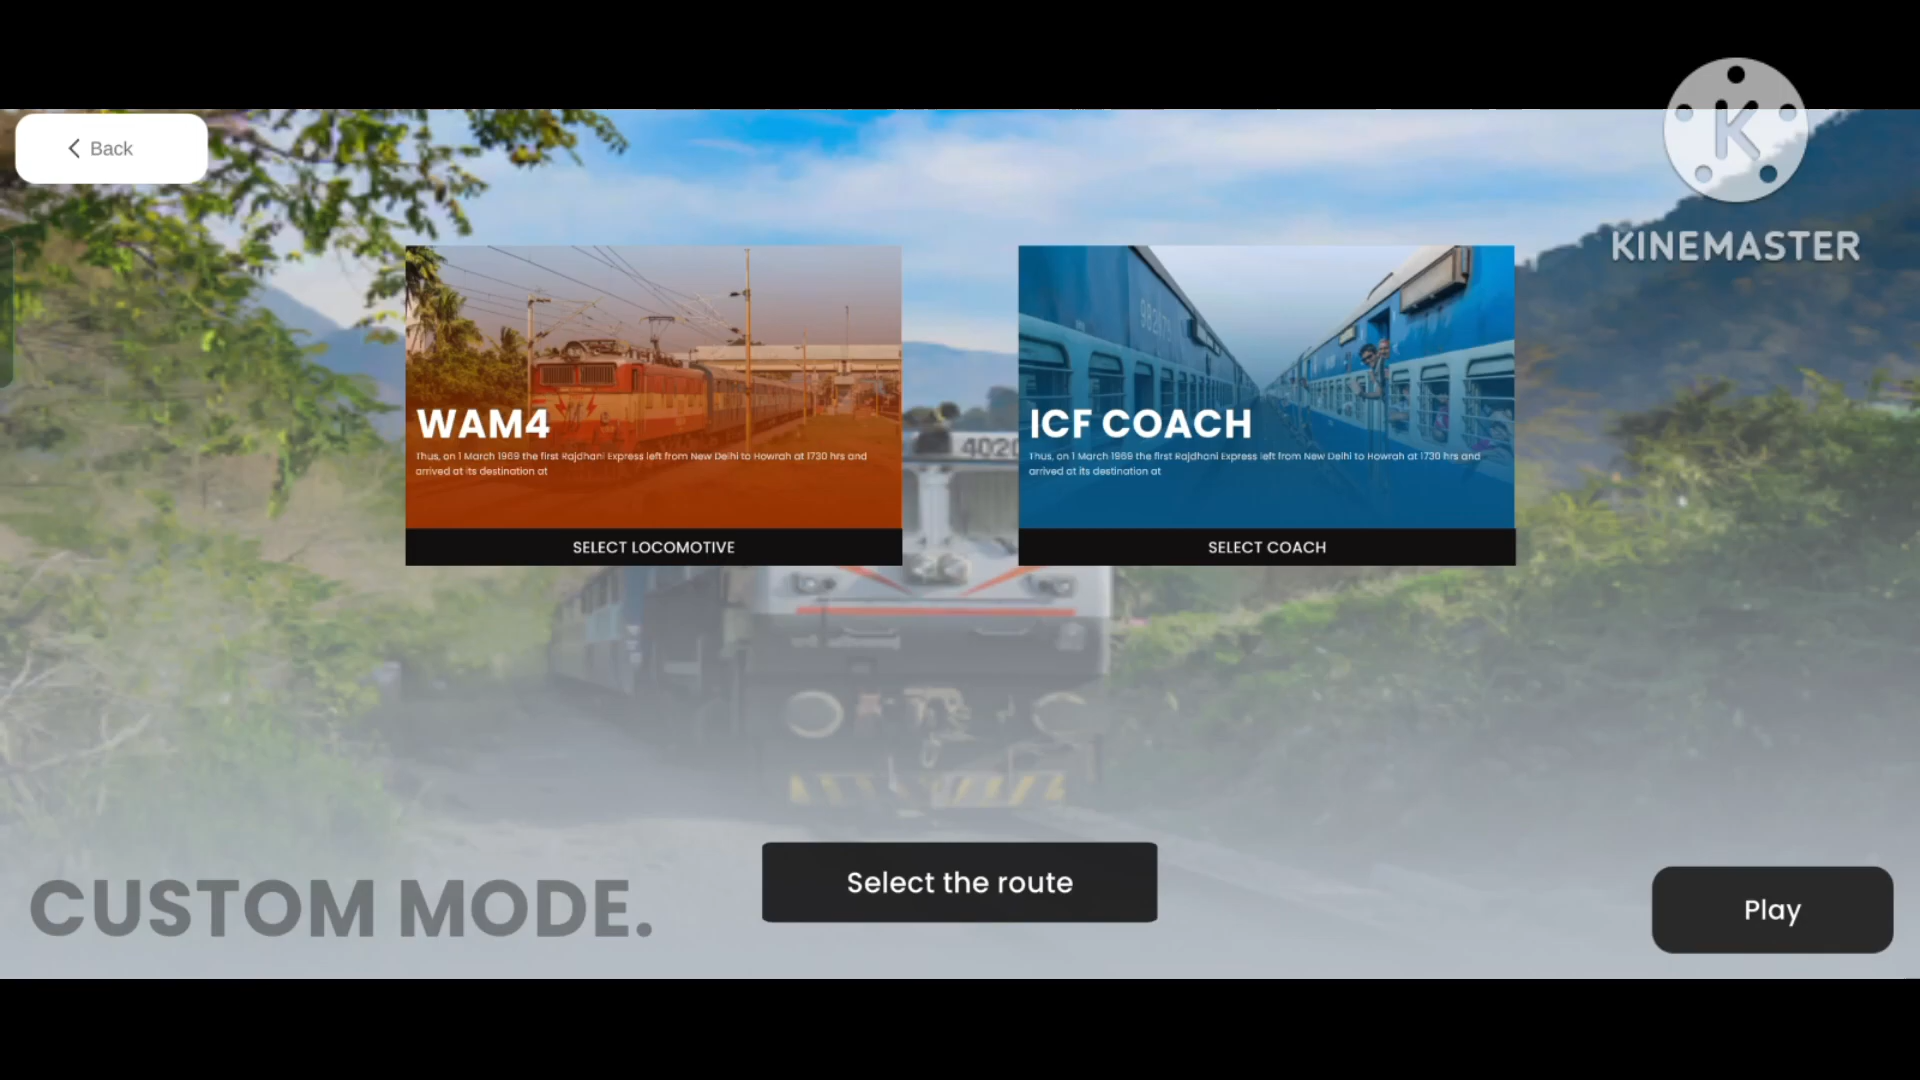 Back
K
KINEMASTER
WAM4
Thus, on 1 March 1969 the first Rajdhani Express left from New Delhi to Howrah at 1730 hrs and
arrived at its destination at
SELECT LOCOMOTIVE
ICF COACH
Thus, on 1 March 1969 the first Rajdhani Express left from New Delhi to Howrah at 1730 hrs and
arrived at its destination at
SELECT COACH
4020
CUSTOM MODE.
Select the route
Play